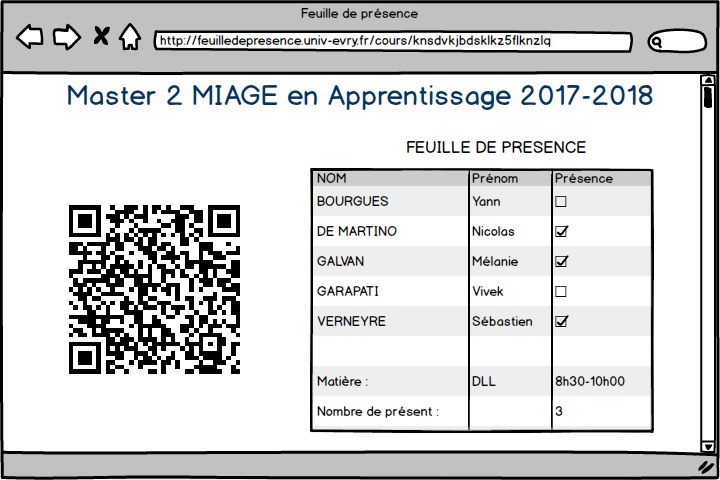 Feuille de présence
http://feuilledepresence.univ-evry.fr/cours/knsdvkjbdsklkz5flknzlq
Master 2 MIAGE en Apprentissage 2017-2018
FEUILLE DE PRESENCE
NOM Prénom Présence
BOURGUES Yann
DE MARTINO Nicolas
GALVAN Mélanie
GARAPATI Vivek
VERNEYRE Sébastien
Matière : DLL 8h30-10h00
Nombre de présent : 3